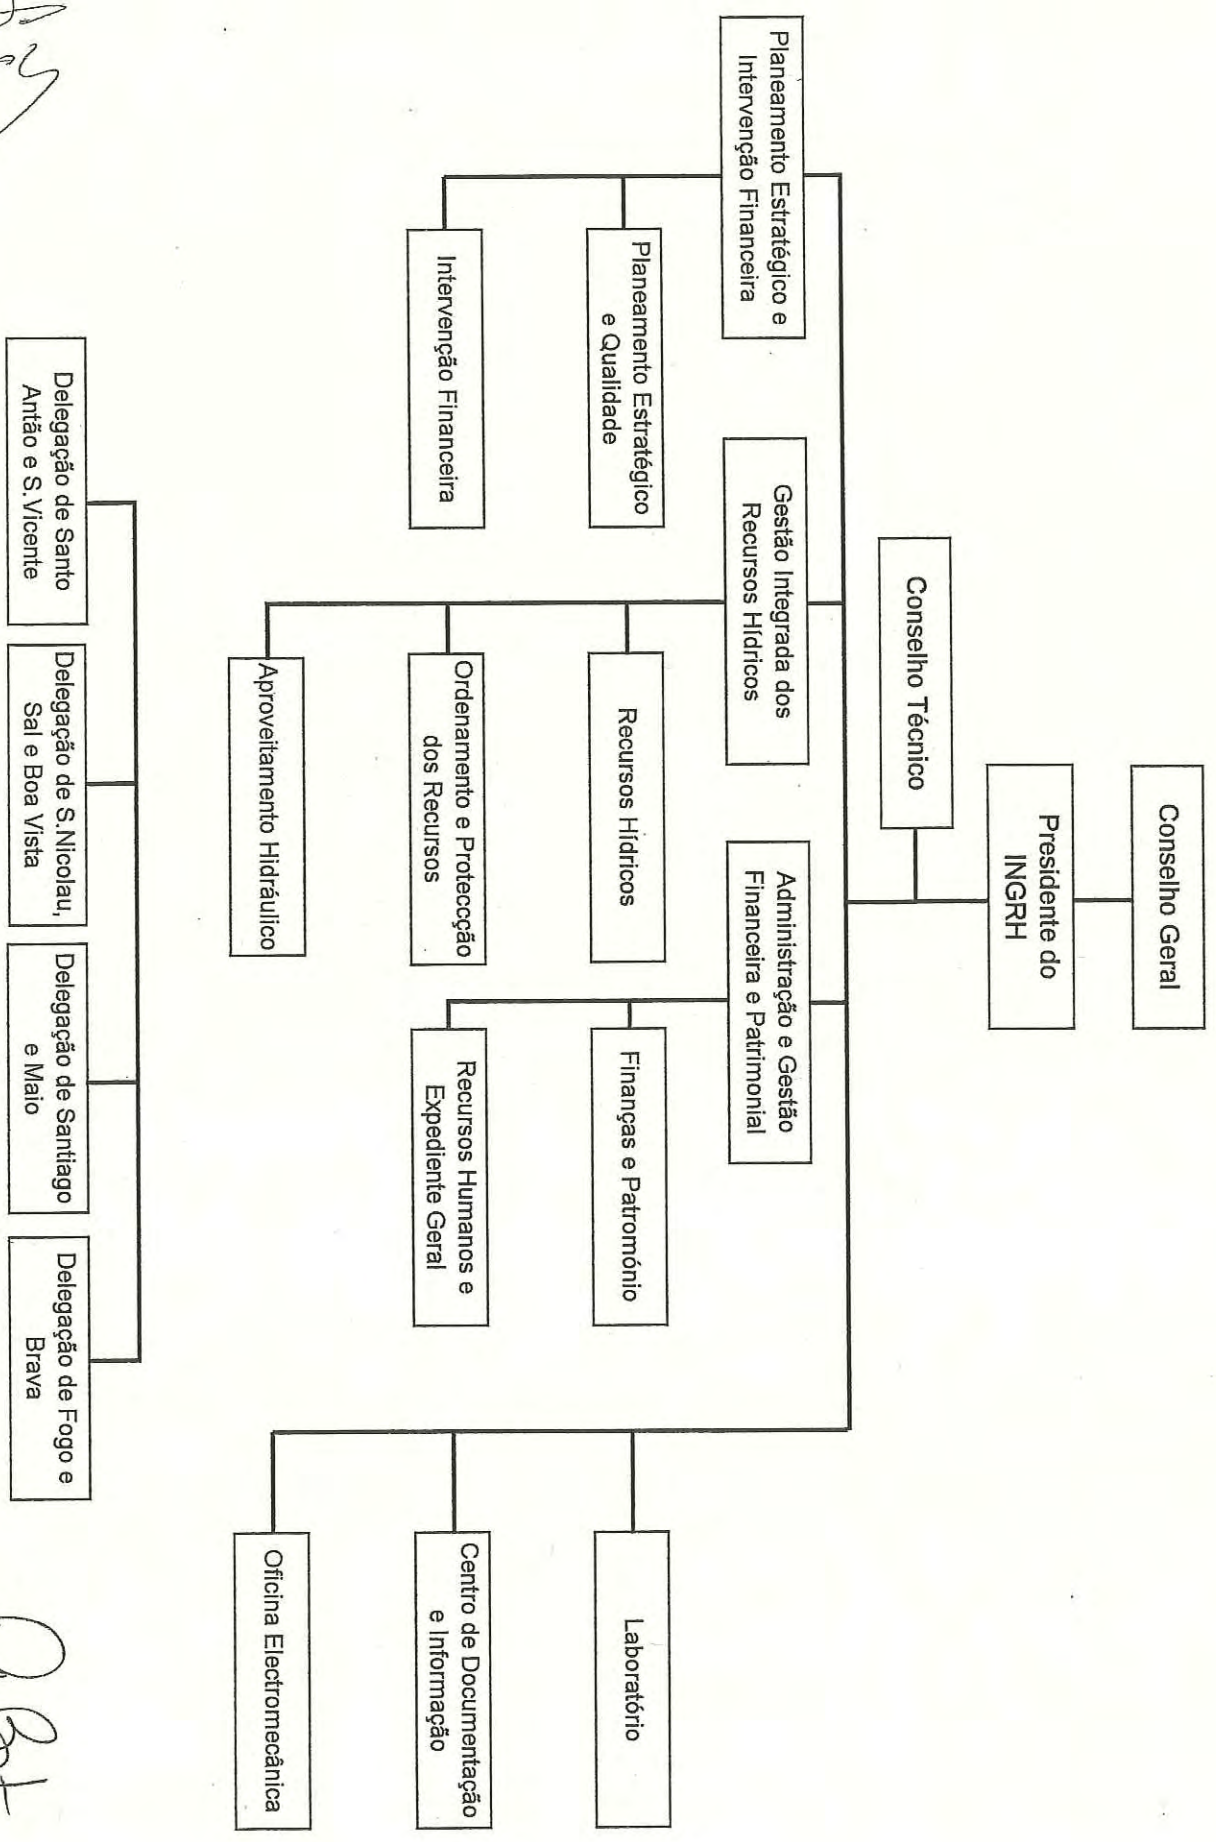 Conselho Geral
Presidente do
INGRH
Conselho Técnico
Planeamento Estratégico e
Intervenção Financeira
Gestão Integrada dos
Recursos Hídricos
Administração e Gestão
Financeira e Patrimonial
Planeamento Estratégico
e Qualidade
Recursos Hídricos
Finanças e Patromónio
Laboratório
Intervenção Financeira
Ordenamento e Proteccção
dos Recursos
Recursos Humanos e
Expediente Geral
Centro de Documentação
e Informação
Aproveitamento Hidráulico
Oficina Electromecânica
Delegação de Santo
Antão e S.Vicente
Delegação de S.Nicolau,
Sal e Boa Vista
Delegação de Santiago
e Maio
Delegação de Fogo e
Brava